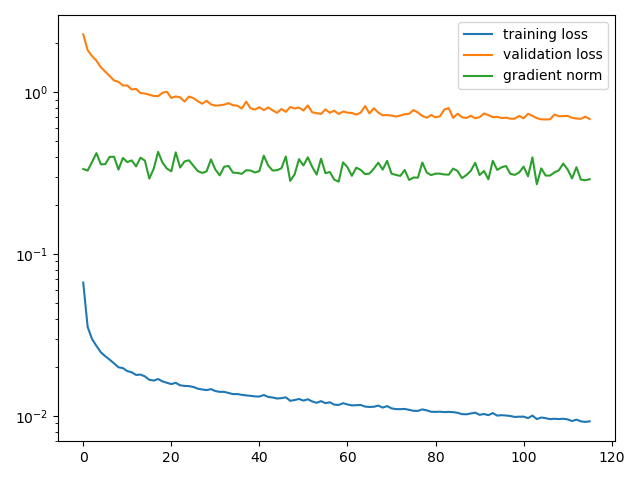 training loss
validation loss
gradient norm
10⁰
10⁻¹
10⁻²
0 20 40 60 80 100 120